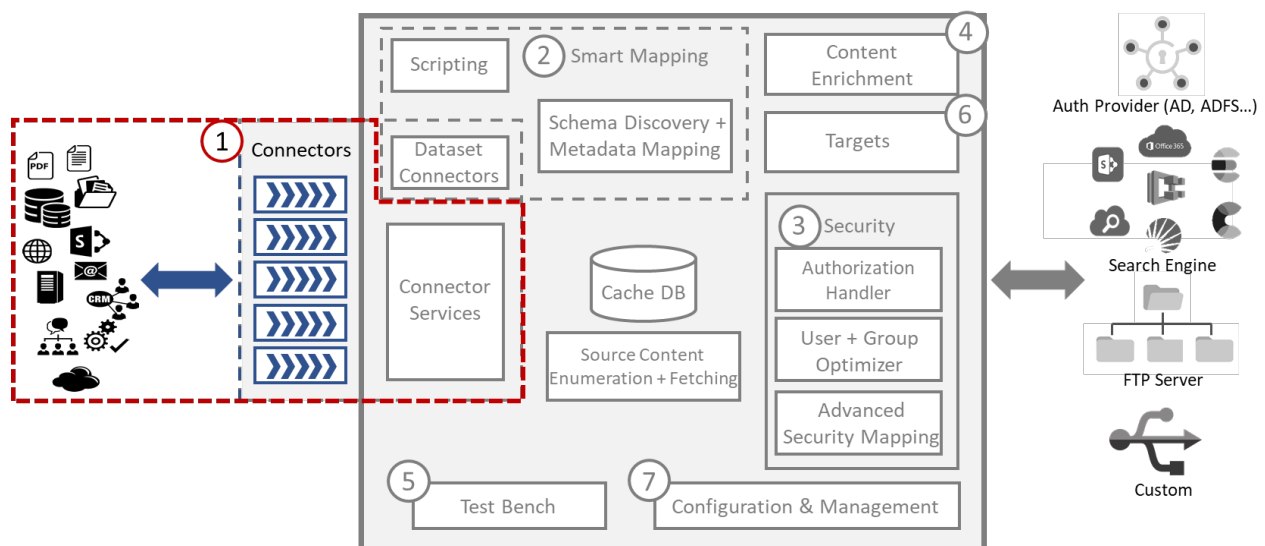 1
Connectors
PDF
S
@
CRM
Scripting
2
Smart Mapping
Dataset
Connectors
Schema Discovery +
Metadata Mapping
Connector
Services
Cache DB
Source Content
Enumeration + Fetching
4
Content
Enrichment
6
Targets
3
Security
Authorization
Handler
User + Group
Optimizer
Advanced
Security Mapping
5
Test Bench
7
Configuration & Management
Auth Provider (AD, ADFS...)
Office 365
S
Search Engine
FTP Server
Custom